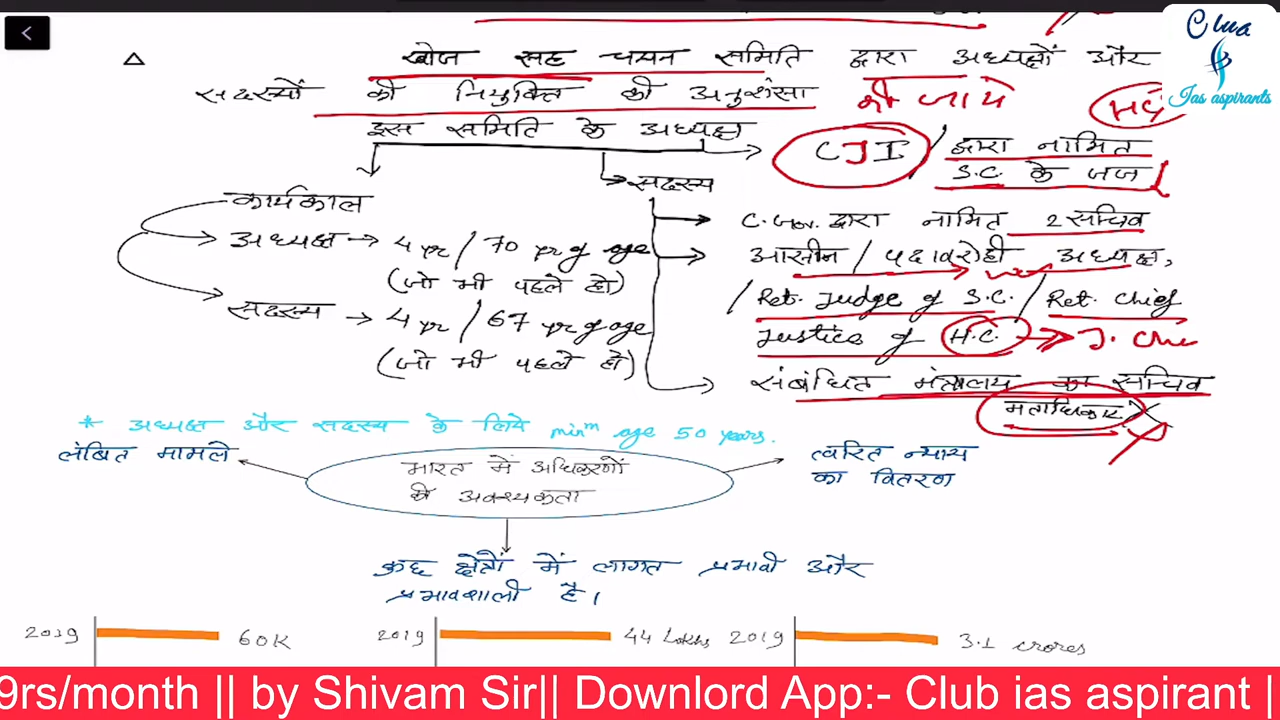 Clua
Ias aspirants
△ खोज सह चयन समिति द्वारा अध्यक्षों और
सदस्यों की नियुक्ति की अनुशंसा की जाये
इस समिति के अध्यक्ष → CJI / द्वारा नामित
S.C. के जज
कार्यकाल
अध्यक्ष → 4 yr / 70 yr of age
(जो भी पहले हो)
सदस्य → 4 yr / 67 yr of age
(जो भी पहले हो)
सदस्य
C. Gov. द्वारा नामित 2 सचिव
आसीन / पदावरोही अध्यक्ष,
/ Ret. Judge of S.C. / Ret. Chief
Justice of H.C.
संबंधित मंत्रालय का सचिव
मताधिकार X
* अध्यक्ष और सदस्य के लिये minm age 50 years.
लंबित मामले
भारत में अधिकरणों
की अवश्यकता
त्वरित न्याय
का वितरण
कुछ क्षेत्रों में लागत प्रभावी और
प्रभावशाली है।
2019 60K
2019 44 Lakhs
2019 3.1 crores
9rs/month || by Shivam Sir|| Downlord App:- Club ias aspirant |